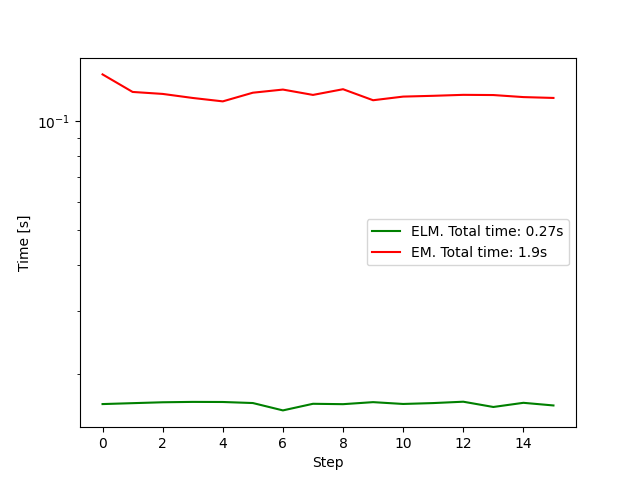 10⁻¹
Time [s]
ELM. Total time: 0.27s
EM. Total time: 1.9s
0 2 4 6 8 10 12 14
Step